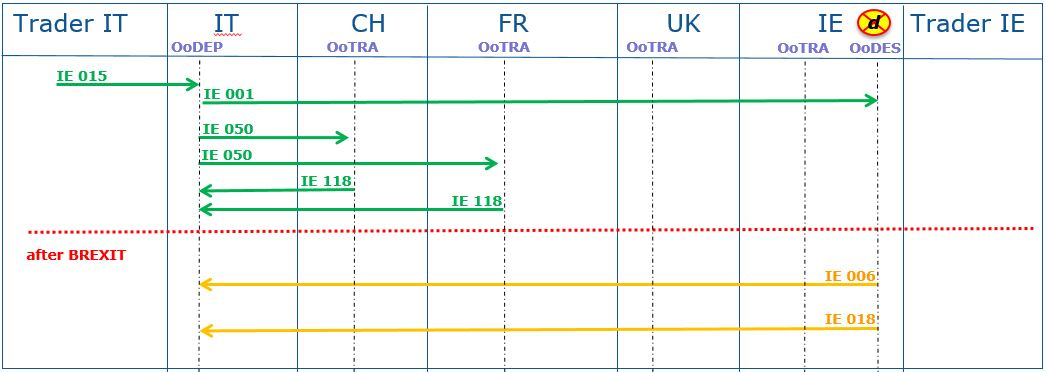 Trader IT IT CH FR UK IE d Trader IE
OoDEP OoTRA OoTRA OoTRA OoTRA OoDES
IE 015
IE 001
IE 050
IE 050
IE 118
IE 118
after BREXIT
IE 006
IE 018